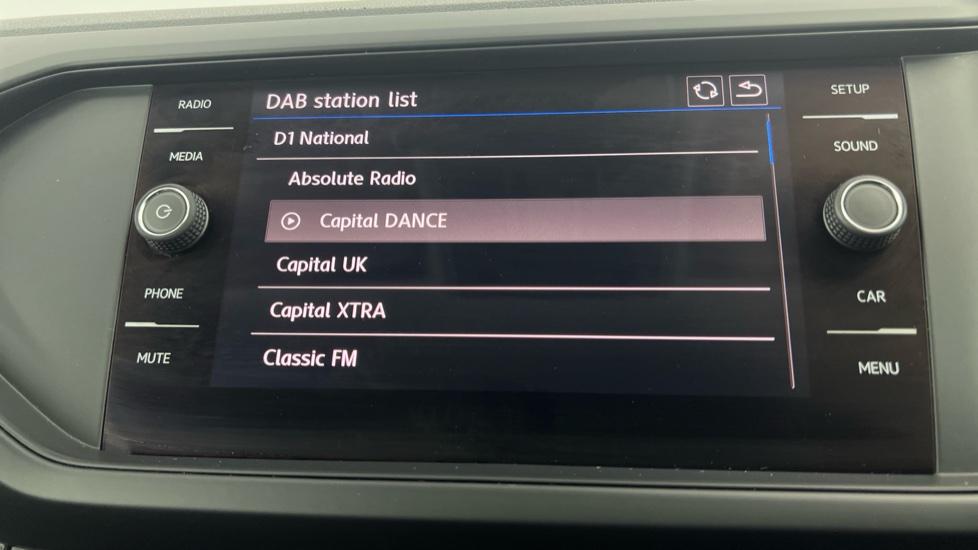 RADIO
MEDIA
PHONE
MUTE
DAB station list
D1 National
Absolute Radio
Capital DANCE
Capital UK
Capital XTRA
Classic FM
SETUP
SOUND
CAR
MENU